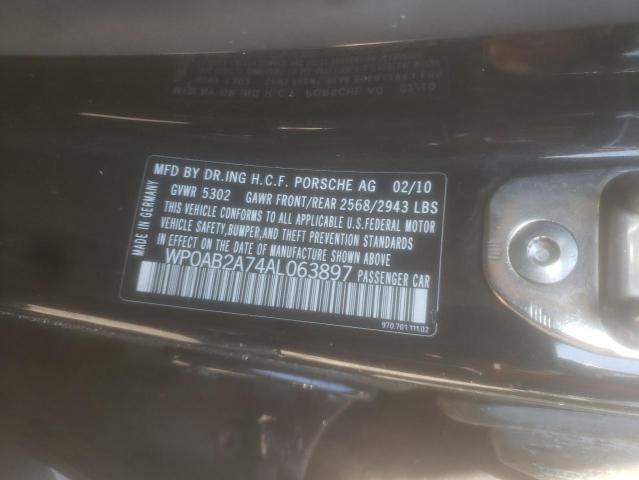 MFD BY DR.ING H.C.F. PORSCHE AG 02/10
GVWR 5302 GAWR FRONT/REAR 2568/2943 LBS
THIS VEHICLE CONFORMS TO ALL APPLICABLE U.S. FEDERAL MOTOR
VEHICLE SAFETY, BUMPER, AND THEFT PREVENTION STANDARDS
IN EFFECT ON THE DATE OF MANUFACTURE SHOWN ABOVE
WP0AB2A74AL063897 PASSENGER CAR
MADE IN GERMANY
970.701.111.02